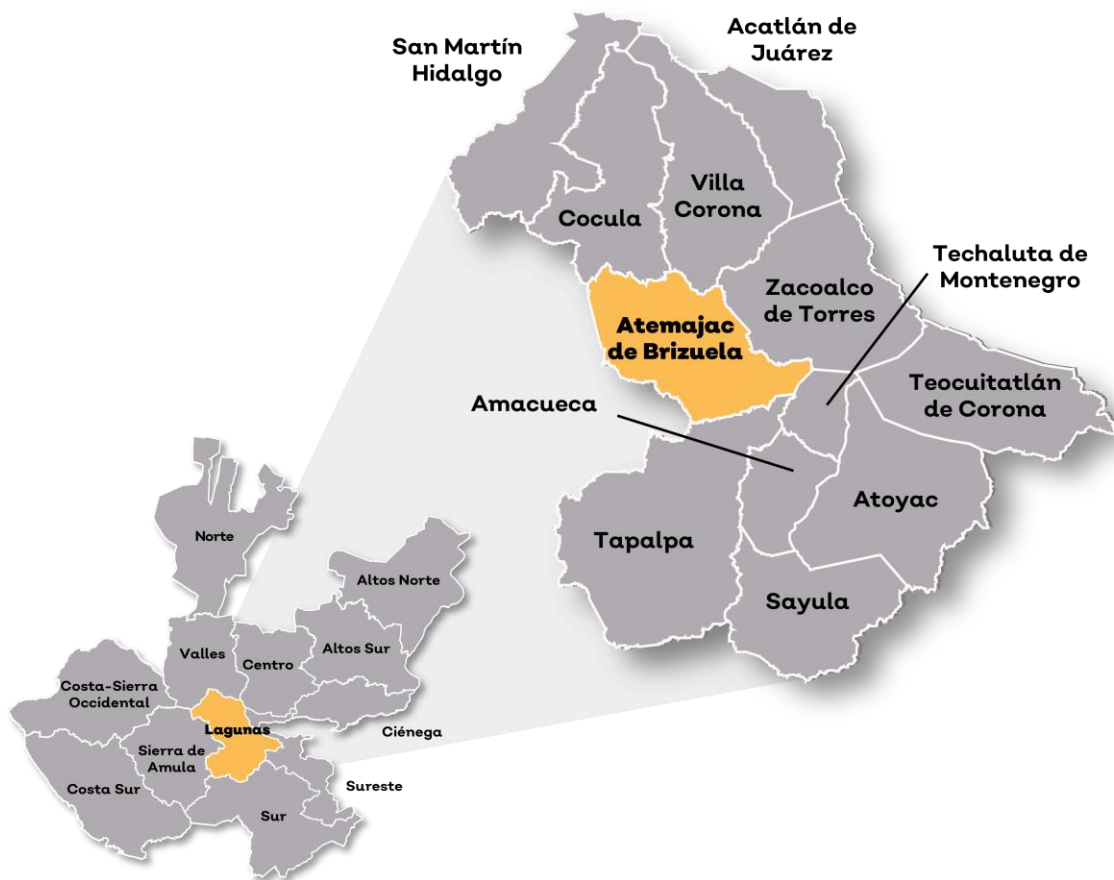 Acatlán de
Juárez
San Martín
Hidalgo
Villa
Corona
Cocula
Techaluta de
Montenegro
Zacoalco
de Torres
Atemajac
de Brizuela
Teocuitatlán
de Corona
Amacueca
Atoyac
Tapalpa
Sayula
Norte
Altos Norte
Altos Sur
Valles
Centro
Costa-Sierra
Occidental
Lagunas
Ciénega
Sierra de
Amula
Costa Sur
Sureste
Sur